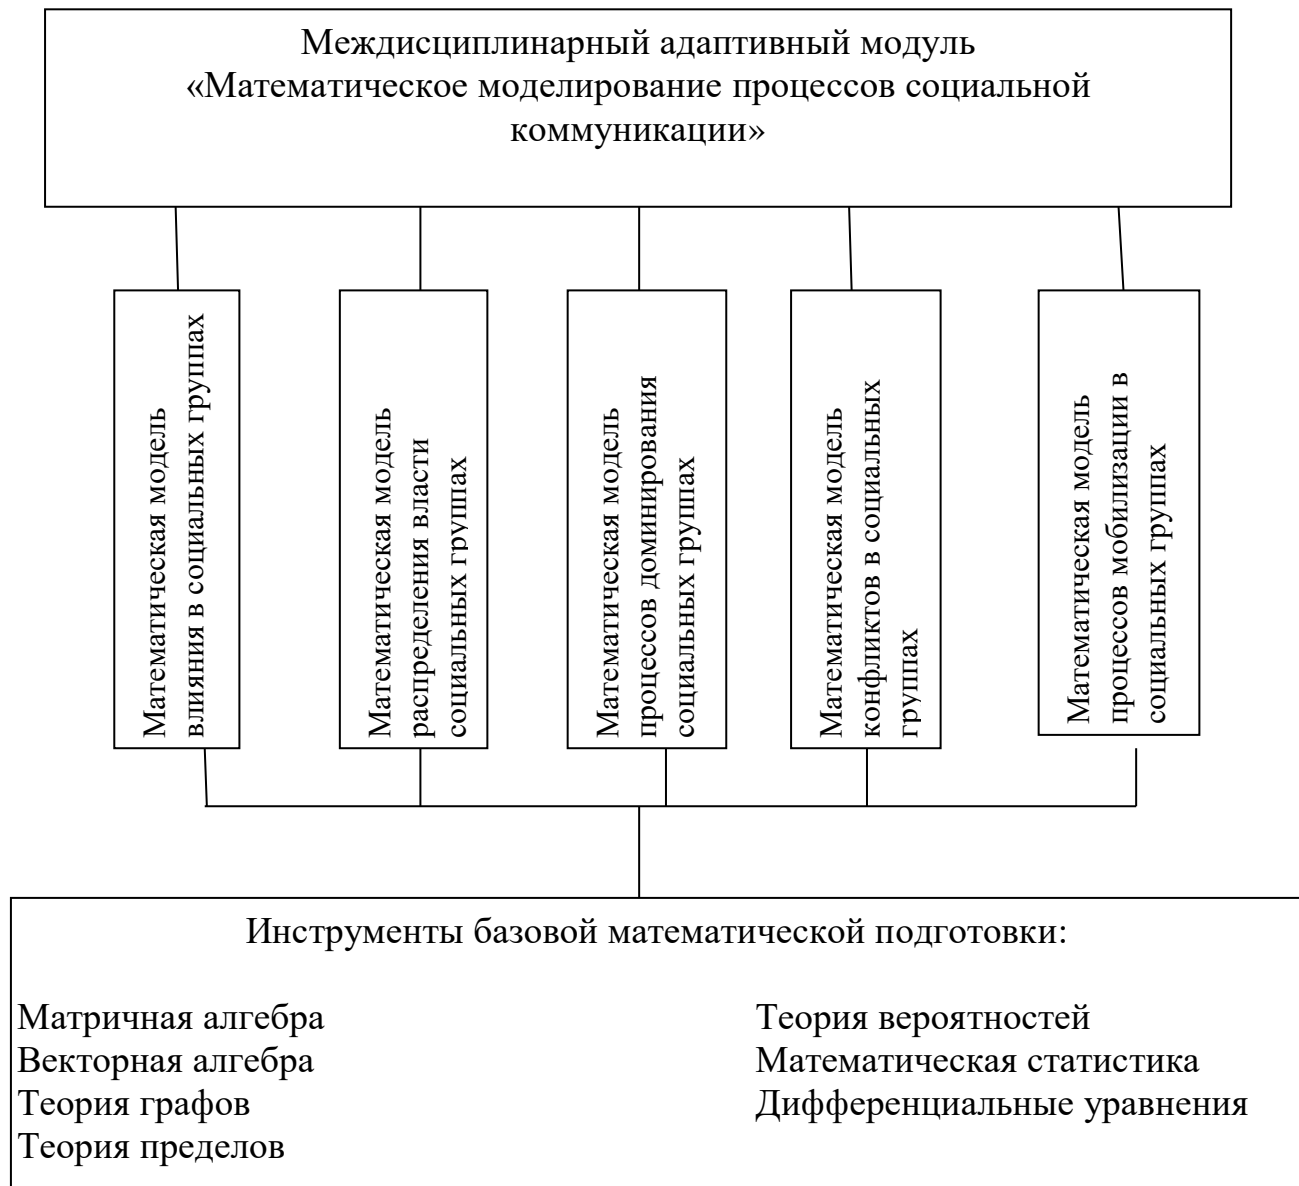 Междисциплинарный адаптивный модуль
«Математическое моделирование процессов социальной
коммуникации»
Математическая модель
влияния в социальных группах
Математическая модель
распределения власти
социальных группах
Математическая модель
процессов доминирования
социальных группах
Математическая модель
конфликтов в социальных
группах
Математическая модель
процессов мобилизации в
социальных группах
Инструменты базовой математической подготовки:
Матричная алгебра
Векторная алгебра
Теория графов
Теория пределов
Теория вероятностей
Математическая статистика
Дифференциальные уравнения